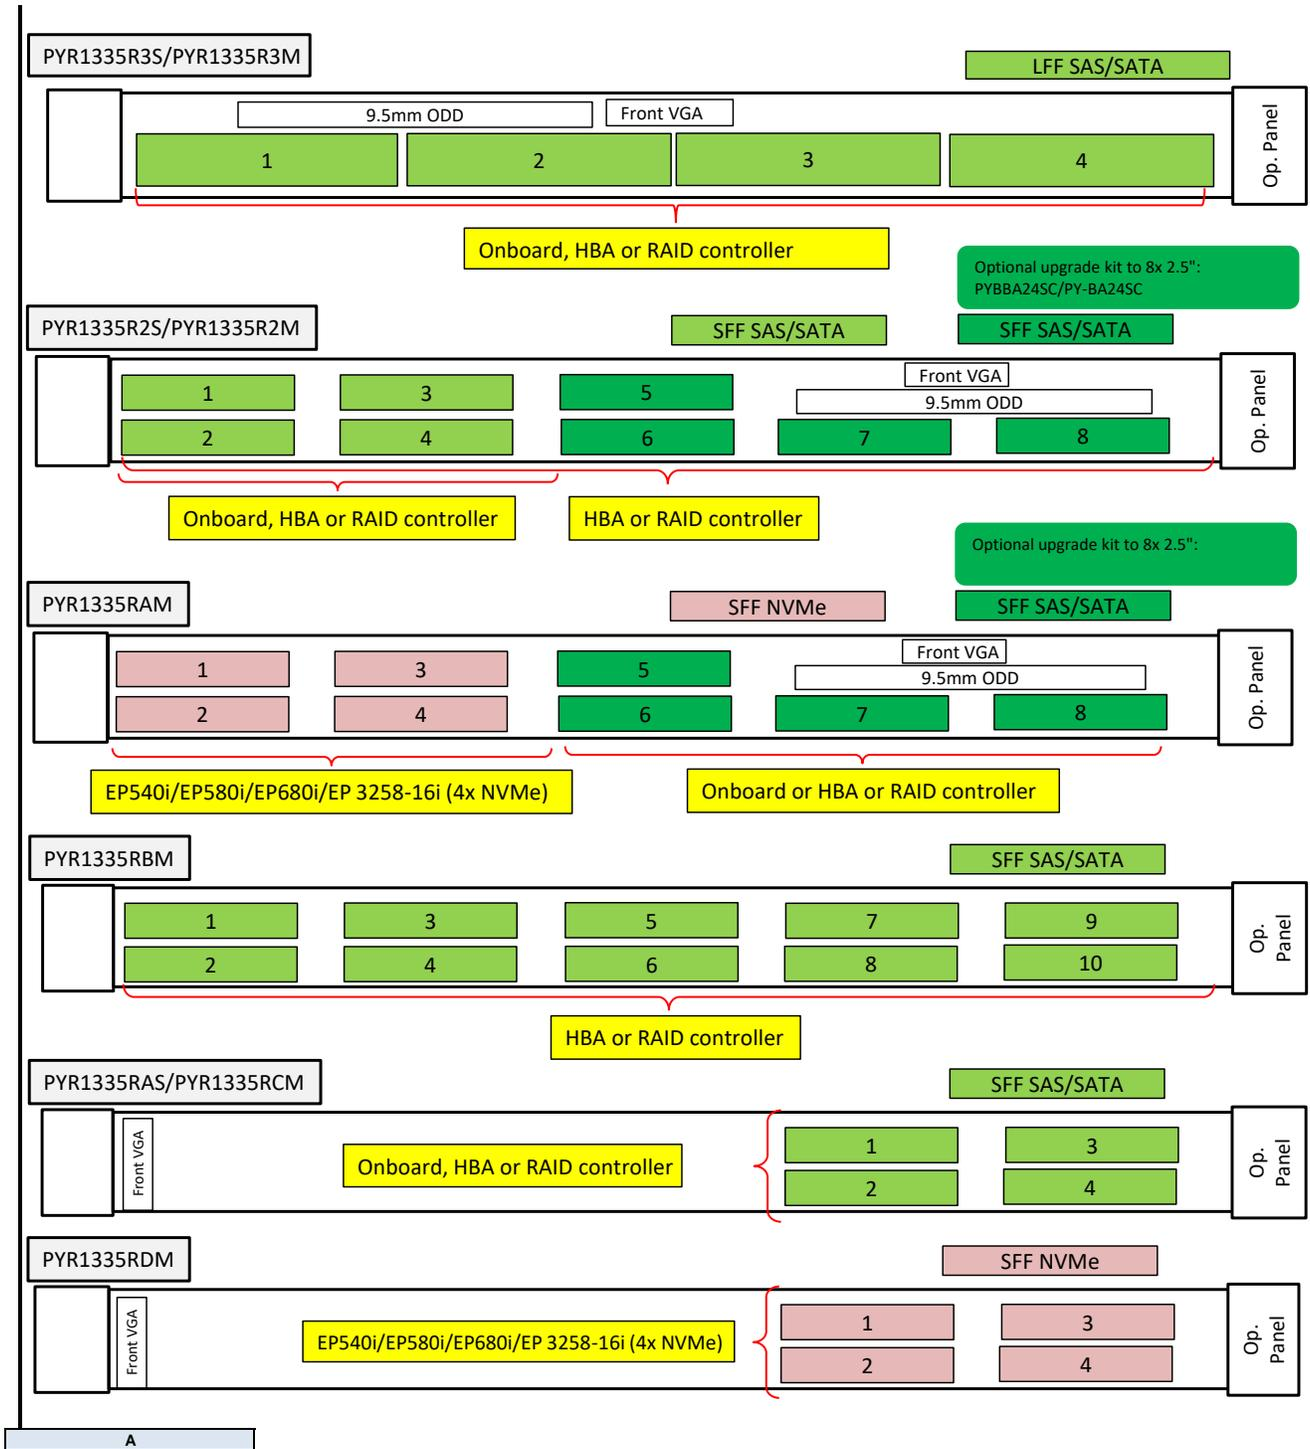 PYR1335R3S/PYR1335R3M
LFF SAS/SATA
9.5mm ODD
Front VGA
1
2
3
4
Op. Panel
Onboard, HBA or RAID controller
Optional upgrade kit to 8x 2.5":
PYBBA24SC/PY-BA24SC
PYR1335R2S/PYR1335R2M
SFF SAS/SATA
SFF SAS/SATA
Front VGA
9.5mm ODD
1
3
5
2
4
6
7
8
Op. Panel
Onboard, HBA or RAID controller
HBA or RAID controller
Optional upgrade kit to 8x 2.5":
PYR1335RAM
SFF NVMe
SFF SAS/SATA
Front VGA
9.5mm ODD
1
3
5
2
4
6
7
8
Op. Panel
EP540i/EP580i/EP680i/EP 3258-16i (4x NVMe)
Onboard or HBA or RAID controller
PYR1335RBM
SFF SAS/SATA
1
3
5
7
9
2
4
6
8
10
Op.
Panel
HBA or RAID controller
PYR1335RAS/PYR1335RCM
SFF SAS/SATA
Front VGA
Onboard, HBA or RAID controller
1
3
2
4
Op.
Panel
PYR1335RDM
SFF NVMe
Front VGA
EP540i/EP580i/EP680i/EP 3258-16i (4x NVMe)
1
3
2
4
Op.
Panel
A